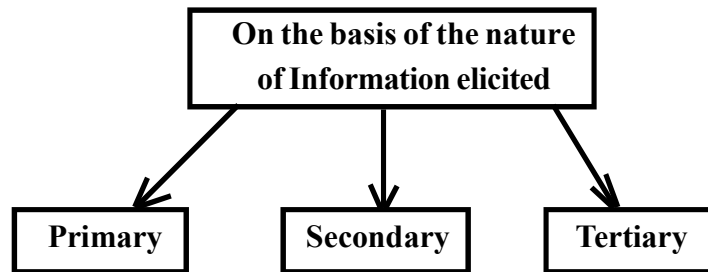 On the basis of the nature
of Information elicited
Primary
Secondary
Tertiary